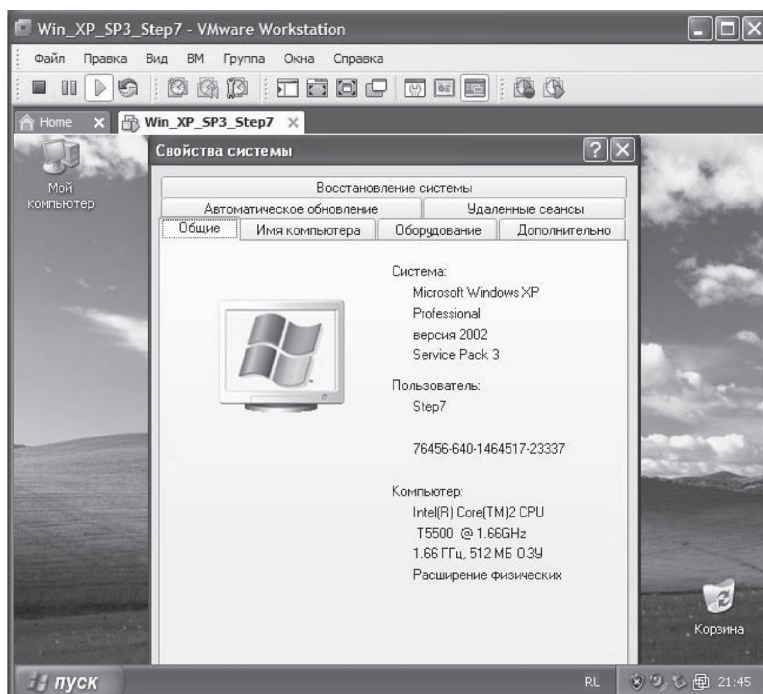 Win_XP_SP3_Step7 - VMware Workstation
Файл Правка Вид ВМ Группа Окна Справка
Home
Win_XP_SP3_Step7
Мой компьютер
Свойства системы
Восстановление системы
Автоматическое обновление Удаленные сеансы
Общие Имя компьютера Оборудование Дополнительно
Система:
Microsoft Windows XP
Professional
версия 2002
Service Pack 3
Пользователь:
Step7
76456-640-1464517-23337
Компьютер:
Intel(R) Core(TM)2 CPU
T5500 @ 1.66GHz
1.66 ГГц, 512 МБ ОЗУ
Расширение физических
Корзина
пуск
RL
21:45